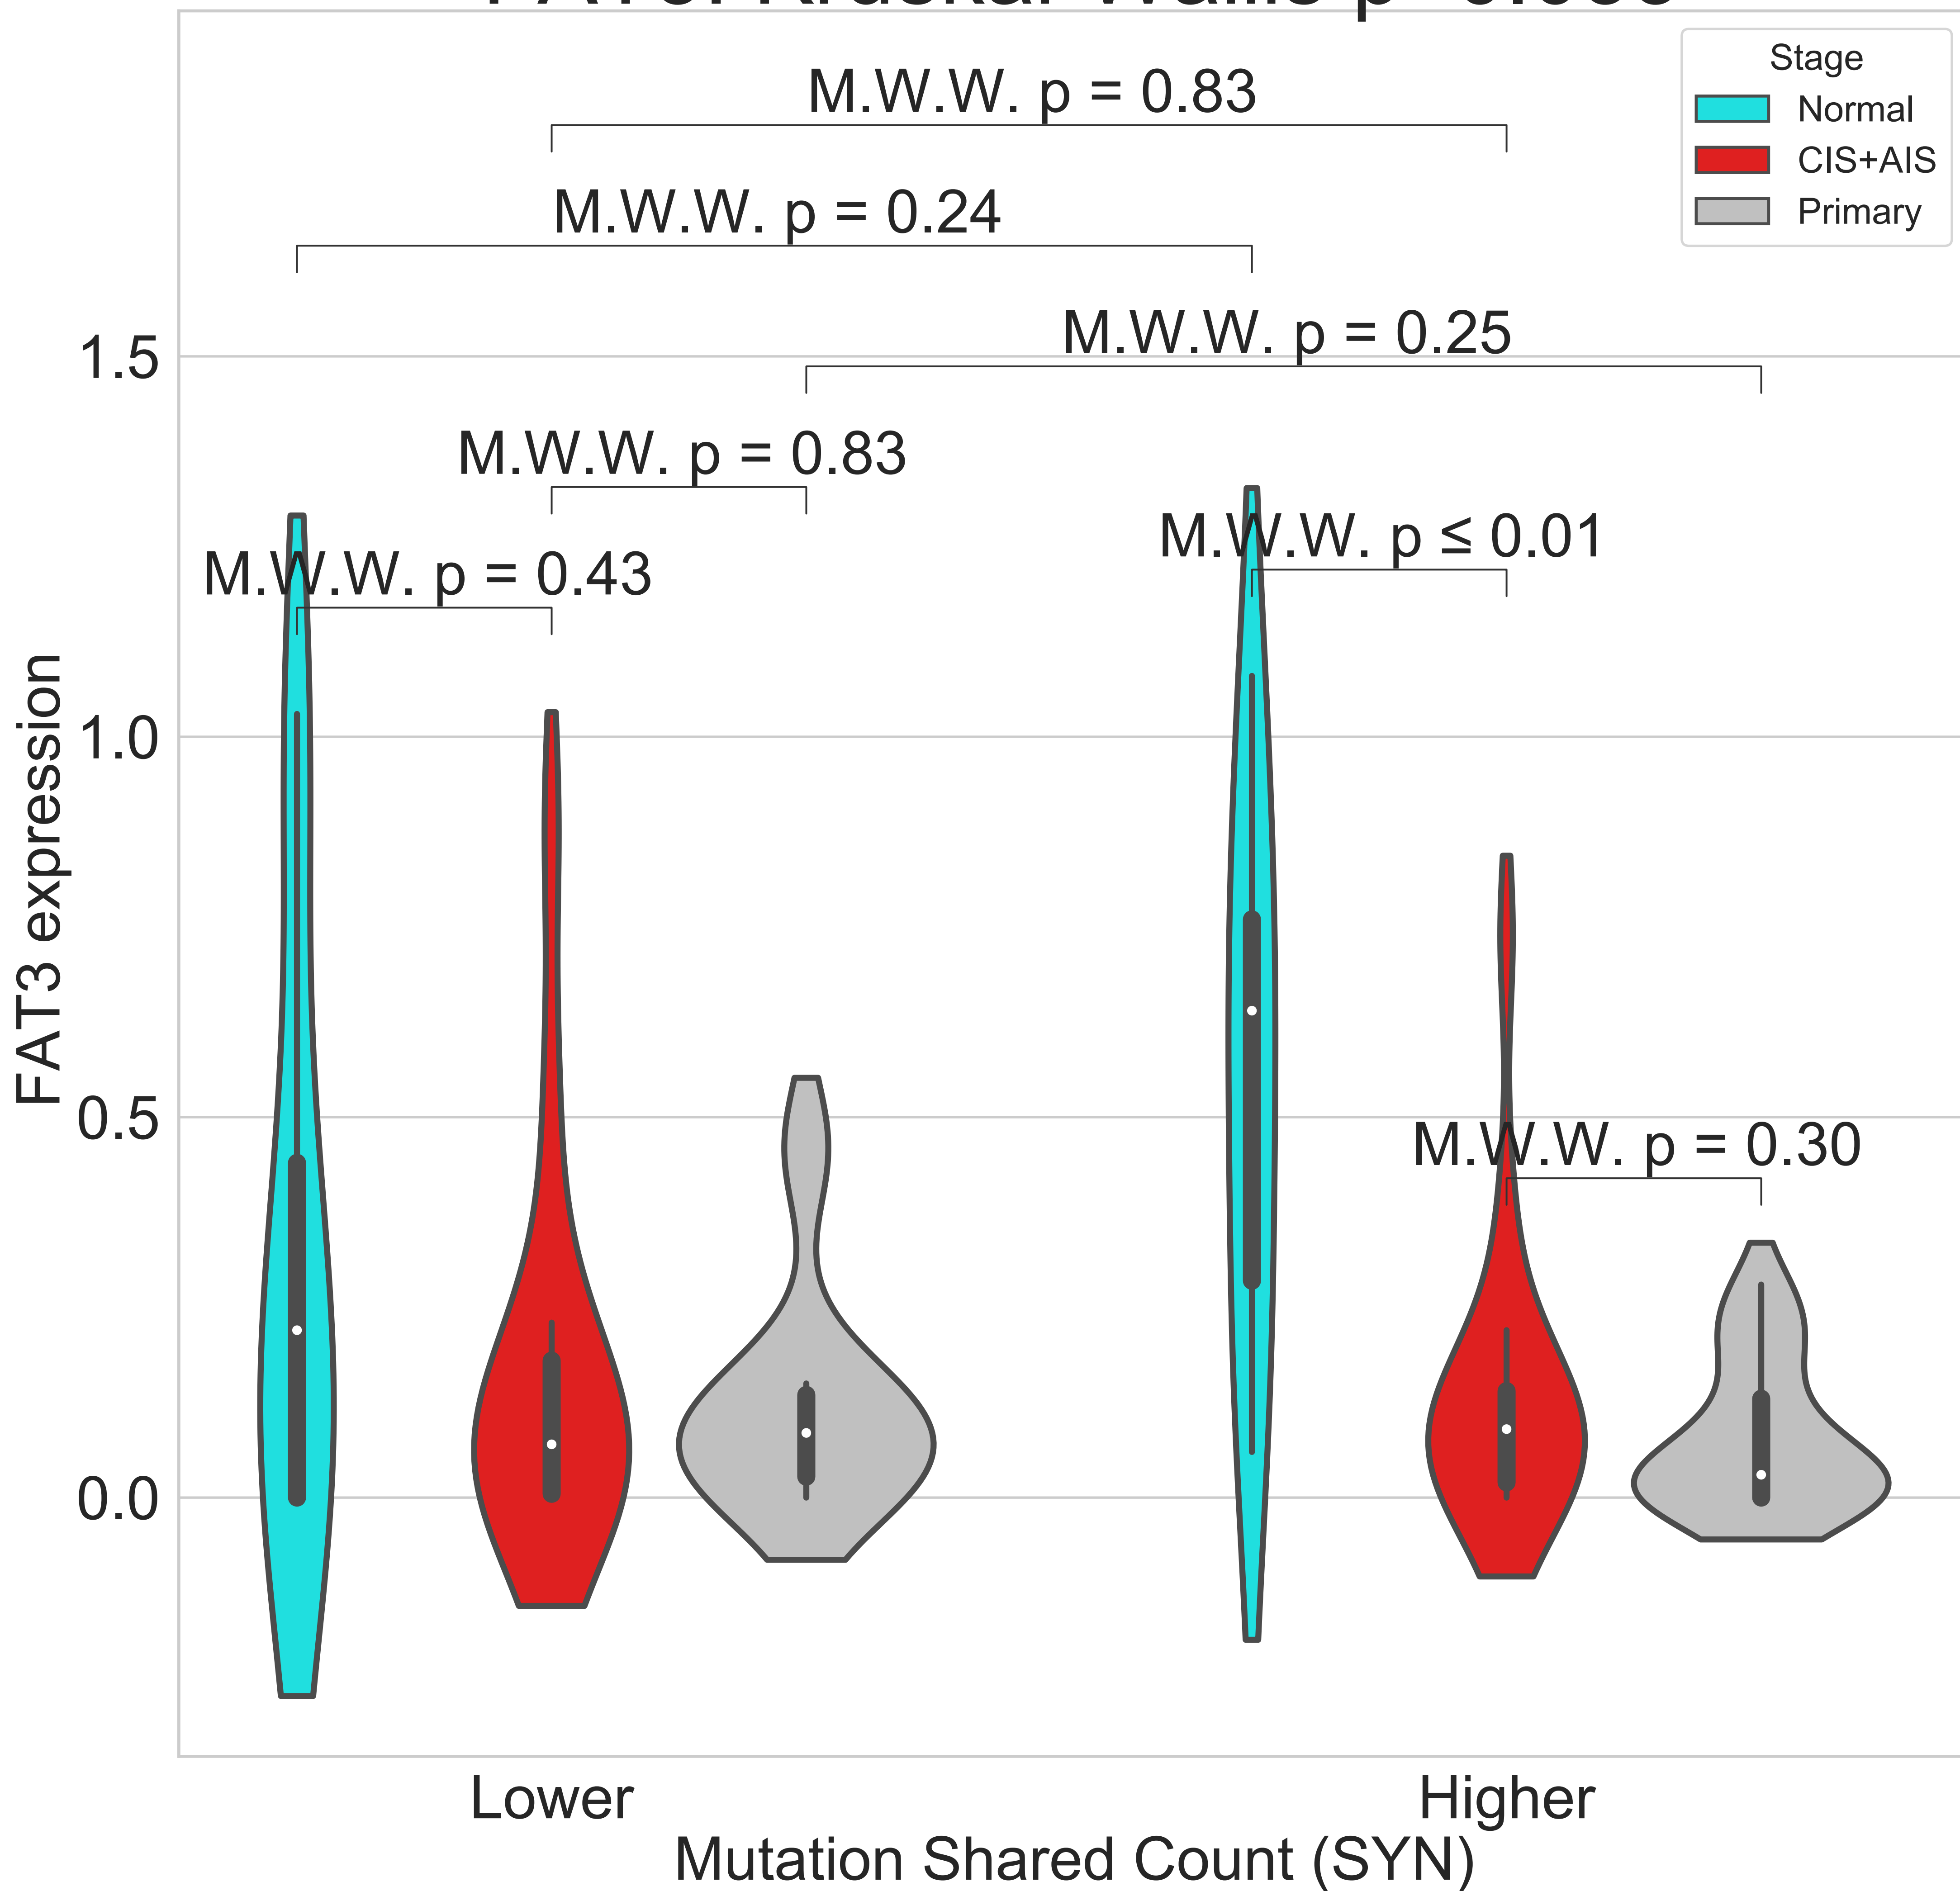 Stage
Normal
CIS+AIS
Primary
M.W.W. p = 0.83
M.W.W. p = 0.24
M.W.W. p = 0.25
M.W.W. p = 0.83
M.W.W. p ≤ 0.01
M.W.W. p = 0.43
M.W.W. p = 0.30
1.5
1.0
0.5
0.0
FAT3 expression
Lower
Higher
Mutation Shared Count (SYN)